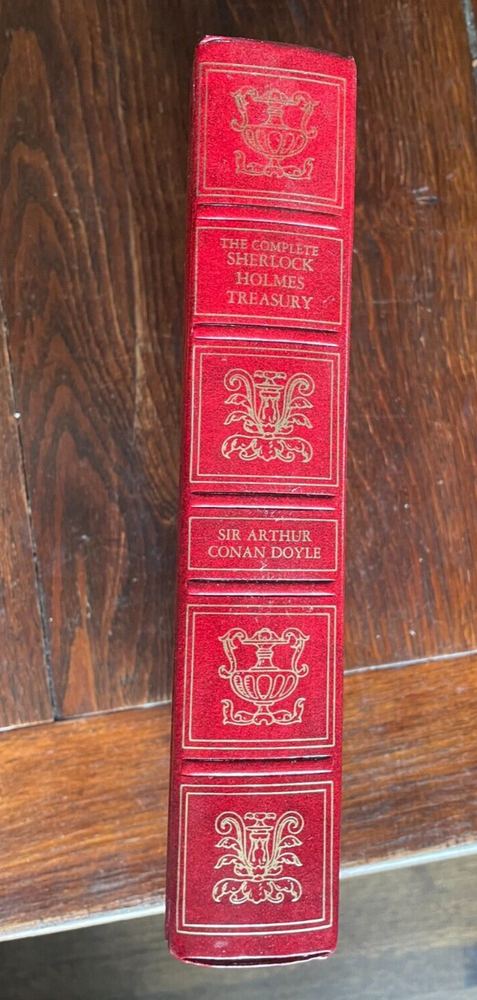 THE COMPLETE
SHERLOCK
HOLMES
TREASURY
SIR ARTHUR
CONAN DOYLE